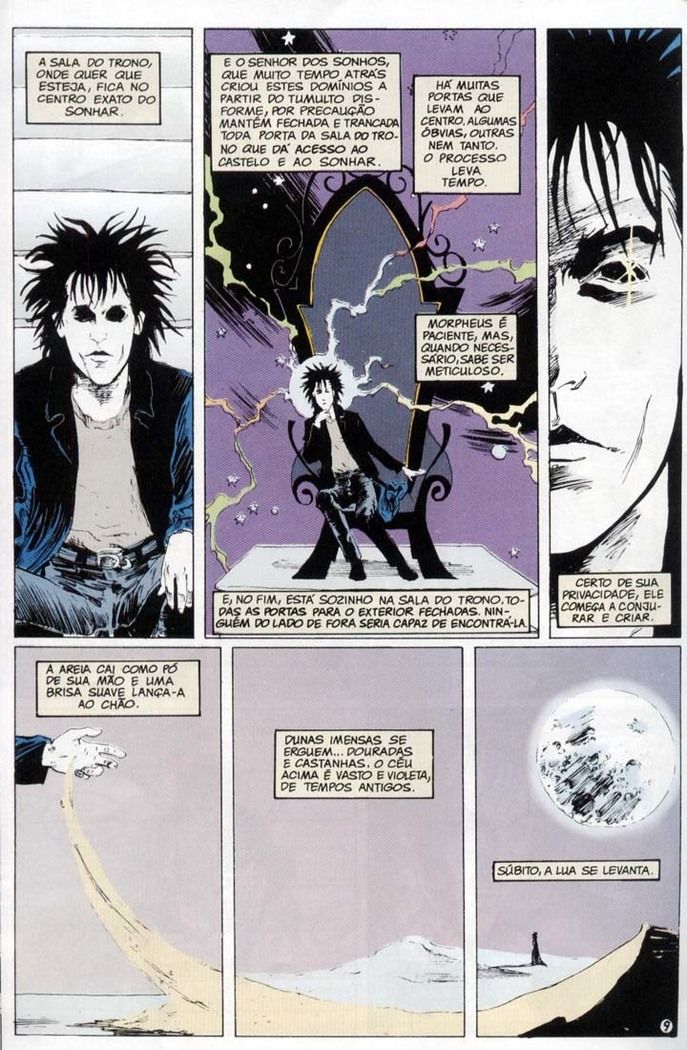 A SALA DO TRONO,
ONDE QUER QUE
ESTEJA, FICA NO
CENTRO EXATO DO
SONHAR.
E O SENHOR DOS SONHOS,
QUE MUITO TEMPO ATRÁS
CRIOU ESTES DOMÍNIOS A
PARTIR DO TUMULTO DIS-
FORME, POR PRECAUÇÃO
MANTÉM FECHADA E TRANCADA
TODA PORTA DA SALA DO TRO-
NO QUE DÁ ACESSO AO
CASTELO E AO SONHAR.
HÁ MUITAS
PORTAS QUE
LEVAM AO
CENTRO. ALGUMAS
ÓBVIAS, OUTRAS
NEM TANTO.
O PROCESSO
LEVA
TEMPO.
MORPHEUS É
PACIENTE, MAS,
QUANDO NECES-
SÁRIO, SABE SER
METICULOSO.
E, NO FIM, ESTÁ SOZINHO NA SALA DO TRONO. TO-
DAS AS PORTAS PARA O EXTERIOR FECHADAS. NIN-
GUÉM DO LADO DE FORA SERIA CAPAZ DE ENCONTRÁ-LA.
CERTO DE SUA
PRIVACIDADE, ELE
COMEÇA A CONJU-
RAR E CRIAR.
A AREIA CAI COMO PÓ
DE SUA MÃO E UMA
BRISA SUAVE LANÇA-A
AO CHÃO.
DUNAS IMENSAS SE
ERGUEM... DOURADAS
E CASTANHAS. O CÉU
ACIMA É VASTO E VIOLETA,
DE TEMPOS ANTIGOS.
SÚBITO, A LUA SE LEVANTA.
9